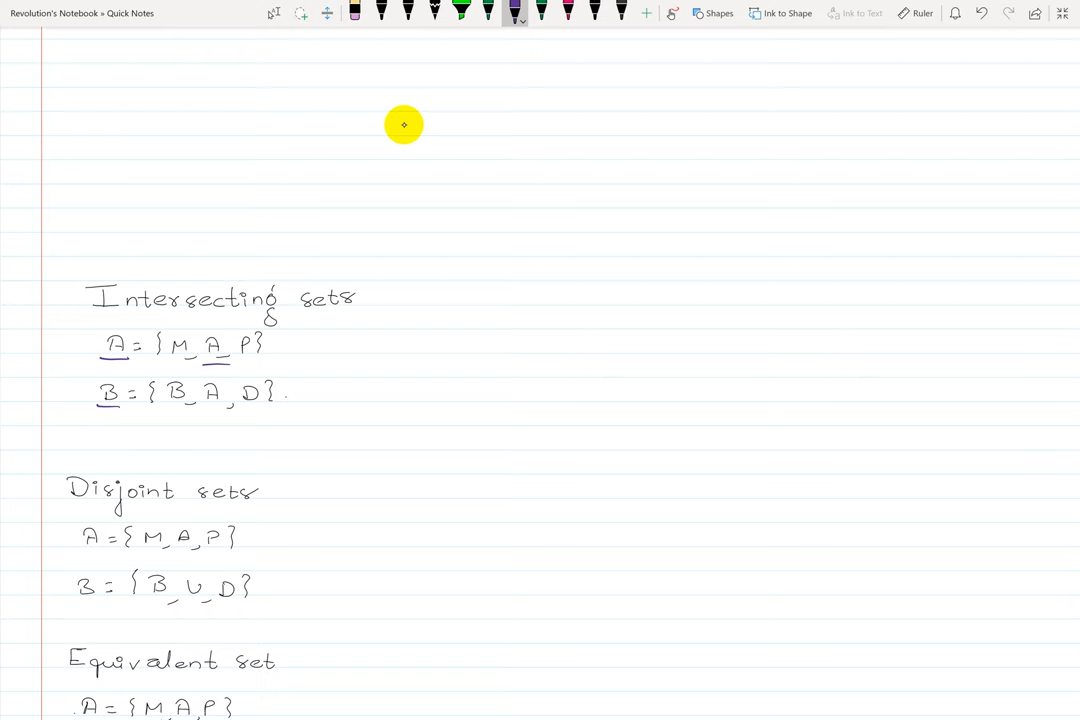 Revolution's Notebook » Quick Notes
Shapes
Ink to Shape
Ink to Text
Ruler
Intersecting sets
A = {M, A, P}
B = {B, A, D}.
Disjoint sets
A = {M, A, P}
B = {B, U, D}
Equivalent set
A = {M, A, P}